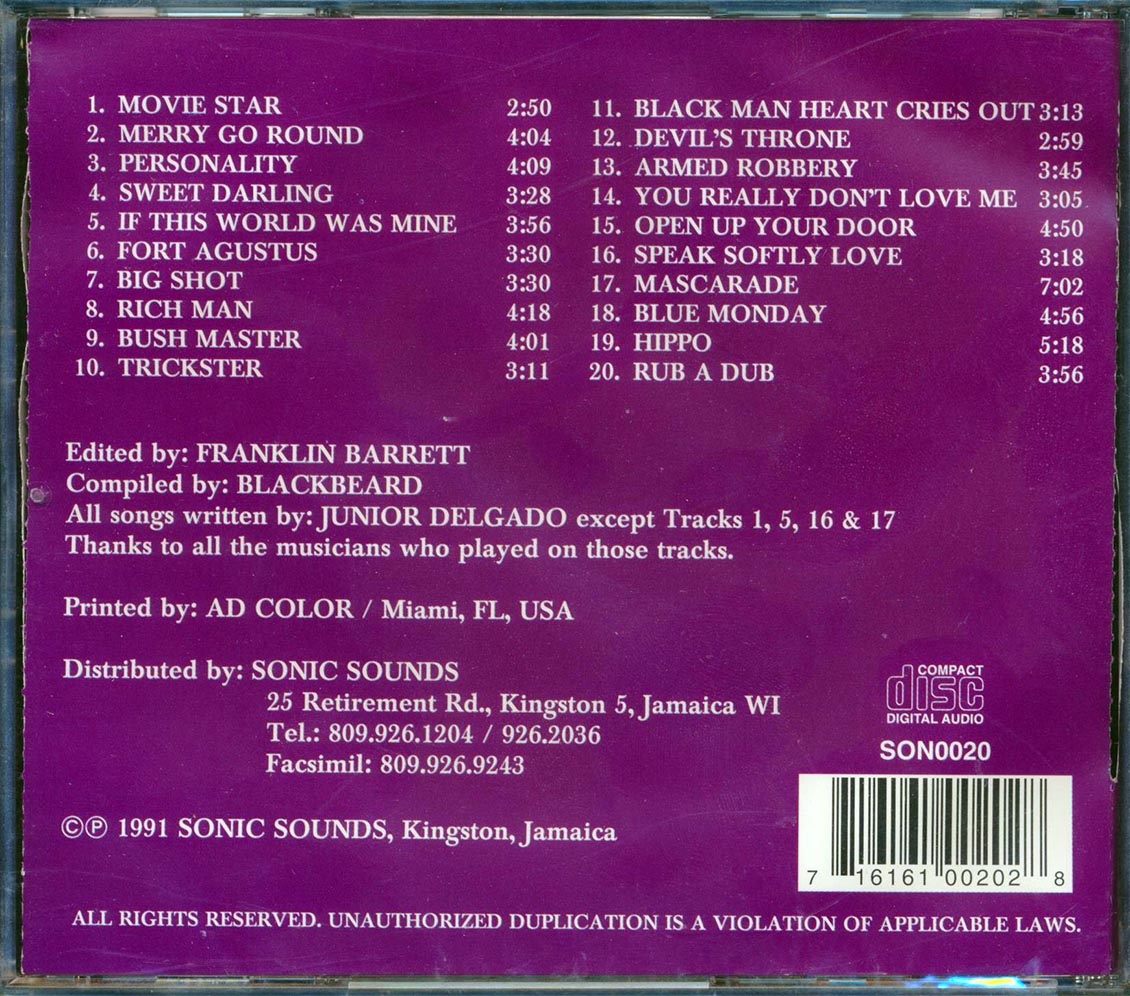 1. MOVIE STAR 2:50
2. MERRY GO ROUND 4:04
3. PERSONALITY 4:09
4. SWEET DARLING 3:28
5. IF THIS WORLD WAS MINE 3:56
6. FORT AGUSTUS 3:30
7. BIG SHOT 3:30
8. RICH MAN 4:18
9. BUSH MASTER 4:01
10. TRICKSTER 3:11
11. BLACK MAN HEART CRIES OUT 3:13
12. DEVIL'S THRONE 2:59
13. ARMED ROBBERY 3:45
14. YOU REALLY DON'T LOVE ME 3:05
15. OPEN UP YOUR DOOR 4:50
16. SPEAK SOFTLY LOVE 3:18
17. MASCARADE 7:02
18. BLUE MONDAY 4:56
19. HIPPO 5:18
20. RUB A DUB 3:56
Edited by: FRANKLIN BARRETT
Compiled by: BLACKBEARD
All songs written by: JUNIOR DELGADO except Tracks 1, 5, 16 & 17
Thanks to all the musicians who played on those tracks.
Printed by: AD COLOR / Miami, FL, USA
Distributed by: SONIC SOUNDS
25 Retirement Rd., Kingston 5, Jamaica WI
Tel.: 809.926.1204 / 926.2036
Facsimil: 809.926.9243
©℗ 1991 SONIC SOUNDS, Kingston, Jamaica
COMPACT
disc
DIGITAL AUDIO
SON0020
7 16161 00202 8
ALL RIGHTS RESERVED. UNAUTHORIZED DUPLICATION IS A VIOLATION OF APPLICABLE LAWS.